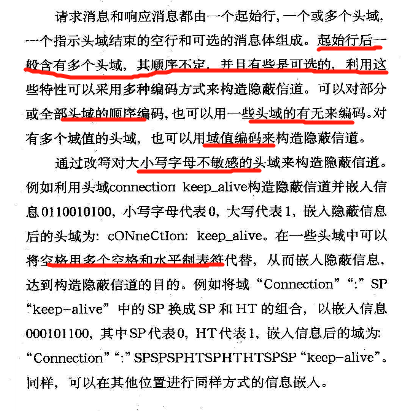 请求消息和响应消息都由一个起始行,一个或多个头域,
一个指示头域结束的空行和可选的消息体组成。起始行后一
般含有多个头域,其顺序不定,并且有些是可选的,利用这
些特性可以采用多种编码方式来构造隐蔽信道。可以对部分
或全部头域的顺序编码,也可以用一些头域的有无来编码。对
有多个域值的头域,也可以用域值编码来构造隐蔽信道。
通过改写对大小写字母不敏感的头域来构造隐蔽信道。
例如利用头域connection keep_alive构造隐蔽信道并嵌入信
息0110010100,小写字母代表0,大写代表1,嵌入隐蔽信息
后的头域为: cONneCtIon: keep_alive。在一些头域中可以
将空格用多个空格和水平制表符代替,从而嵌入隐蔽信息,
达到构造隐蔽信道的目的。例如将域“Connection”“:”SP
“keep-alive”中的SP换成SP和HT的组合,以嵌入信息
000101100,其中SP代表0,HT代表1,嵌入信息后的域为:
“Connection”“:”SPSPSPHTSPHTHTSPSP“keep-alive”。
同样,可以在其他位置进行同样方式的信息嵌入。